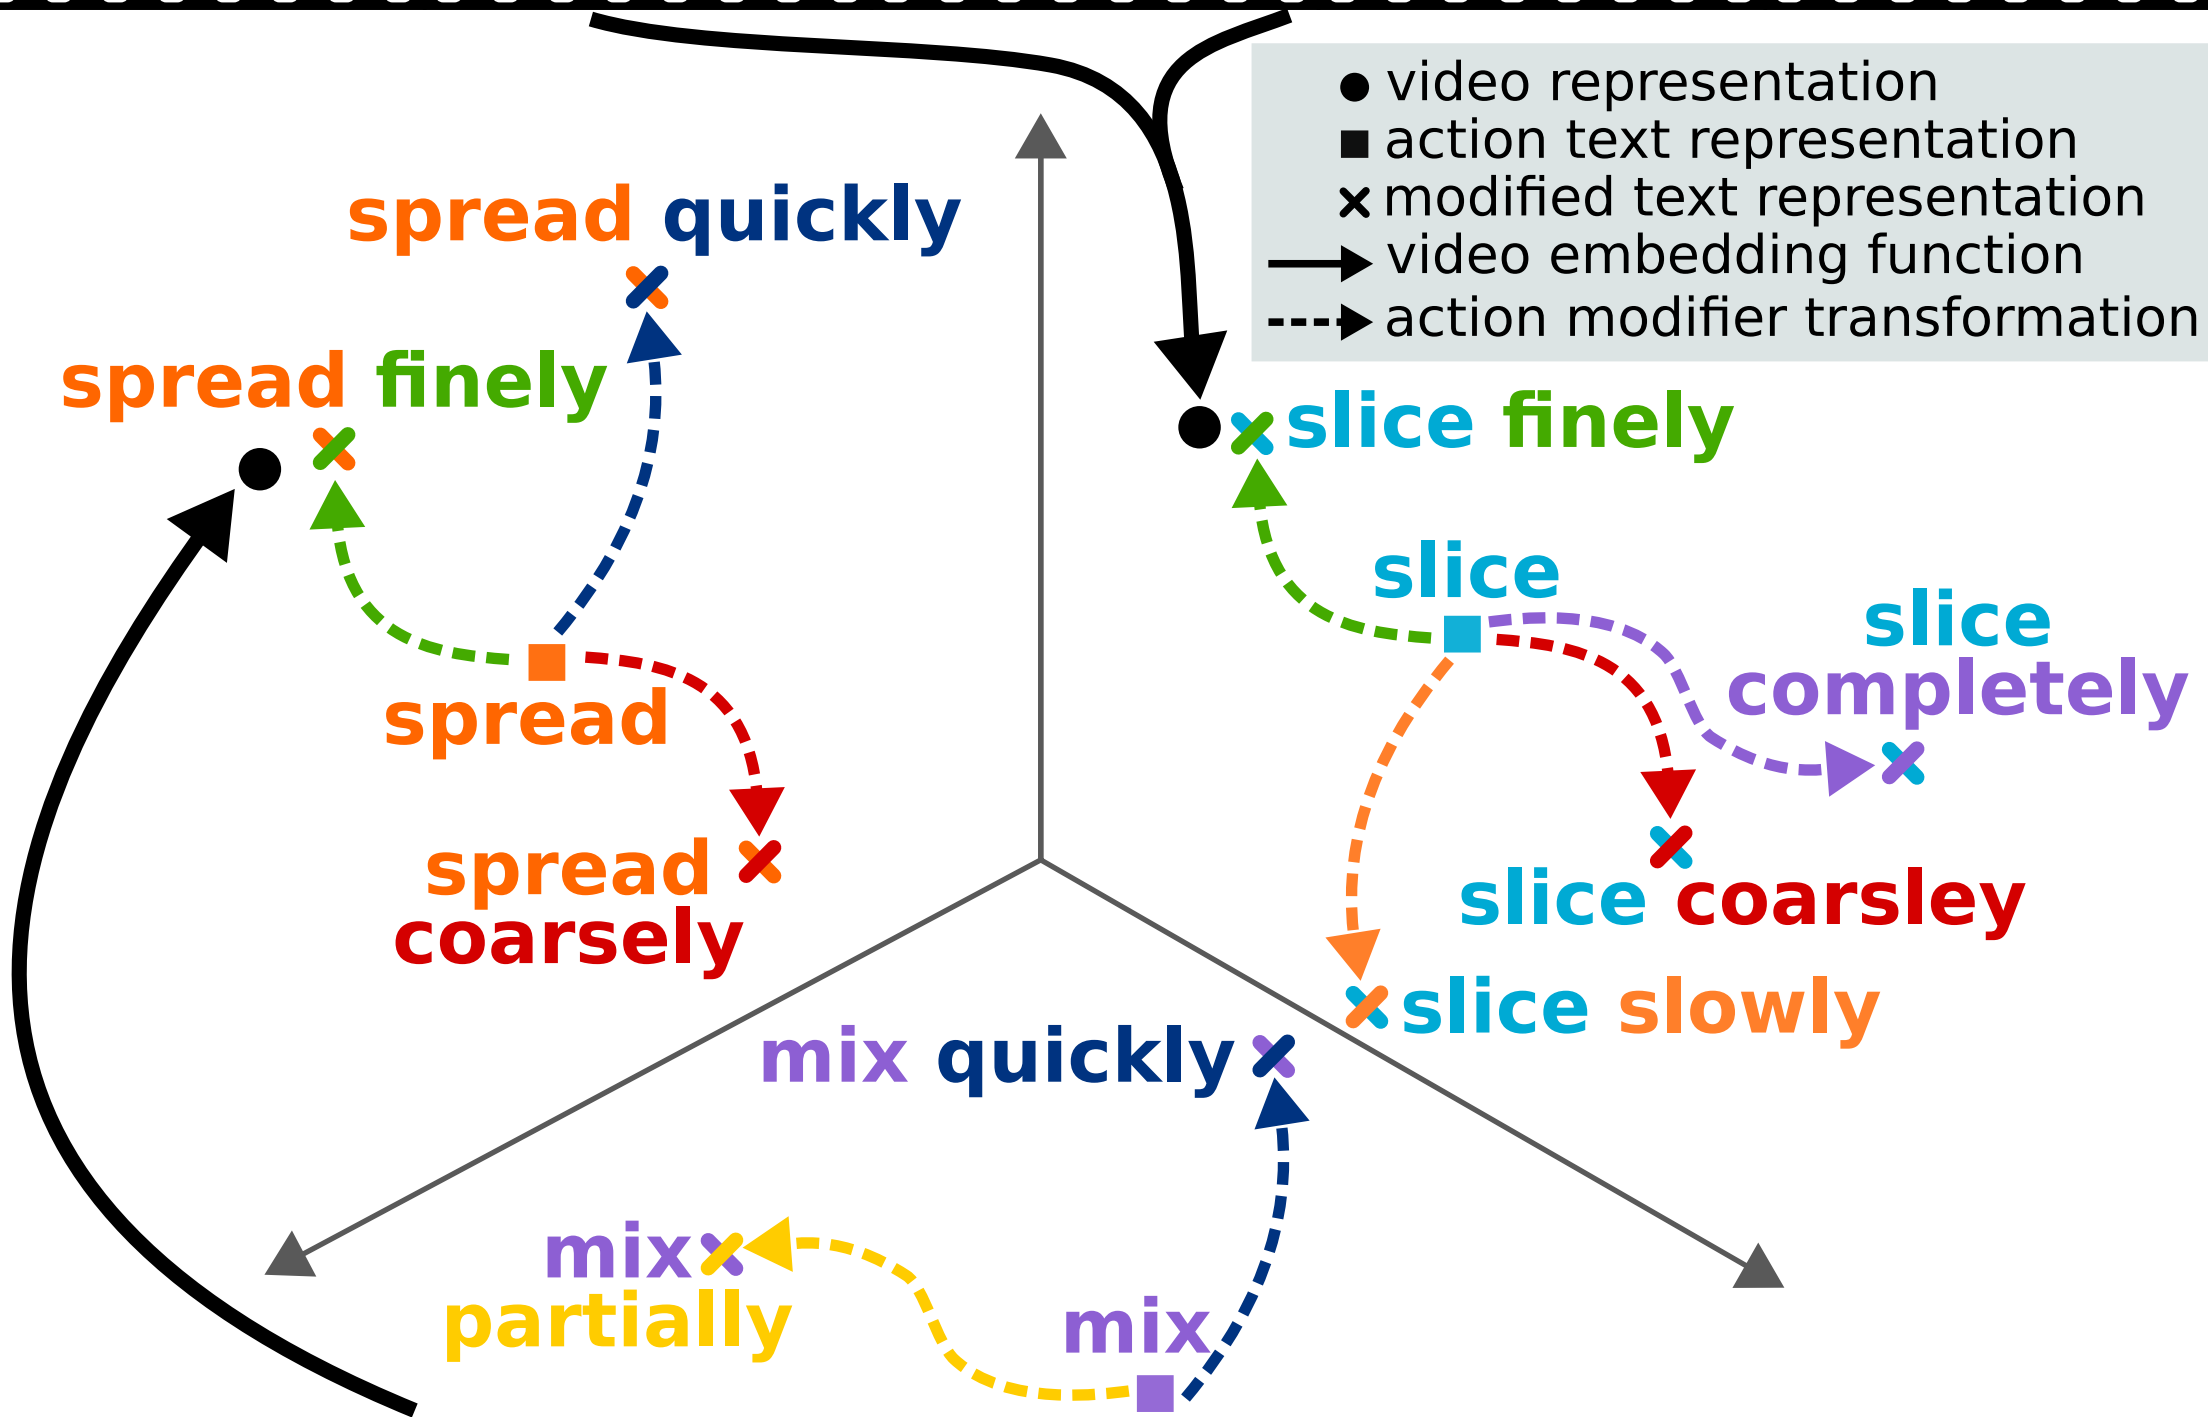 video representation
action text representation
modified text representation
video embedding function
action modifier transformation
spread quickly
spread finely
spread
spread
coarsely
slice finely
slice
slice
completely
slice coarsley
slice slowly
mix quickly
mix
partially
mix